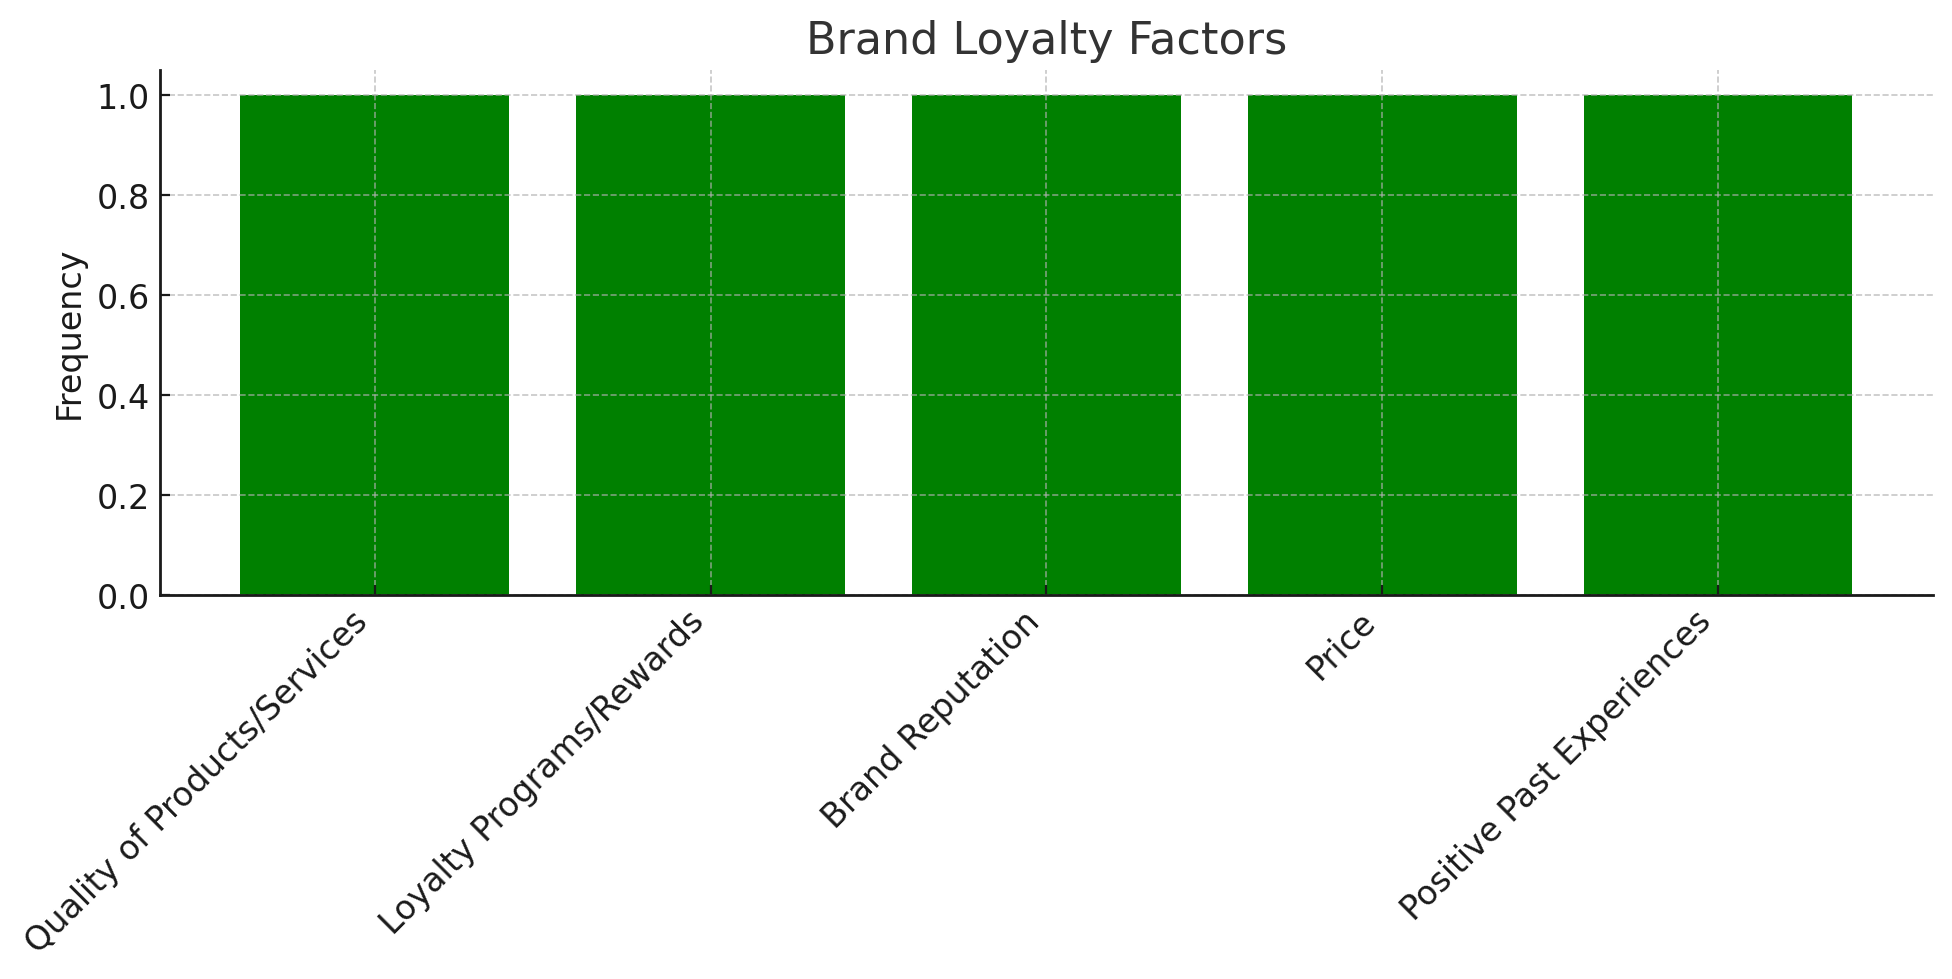 Brand Loyalty Factors
1.0
0.8
0.6
0.4
0.2
0.0
Frequency
Quality of Products/Services
Loyalty Programs/Rewards
Brand Reputation
Price
Positive Past Experiences